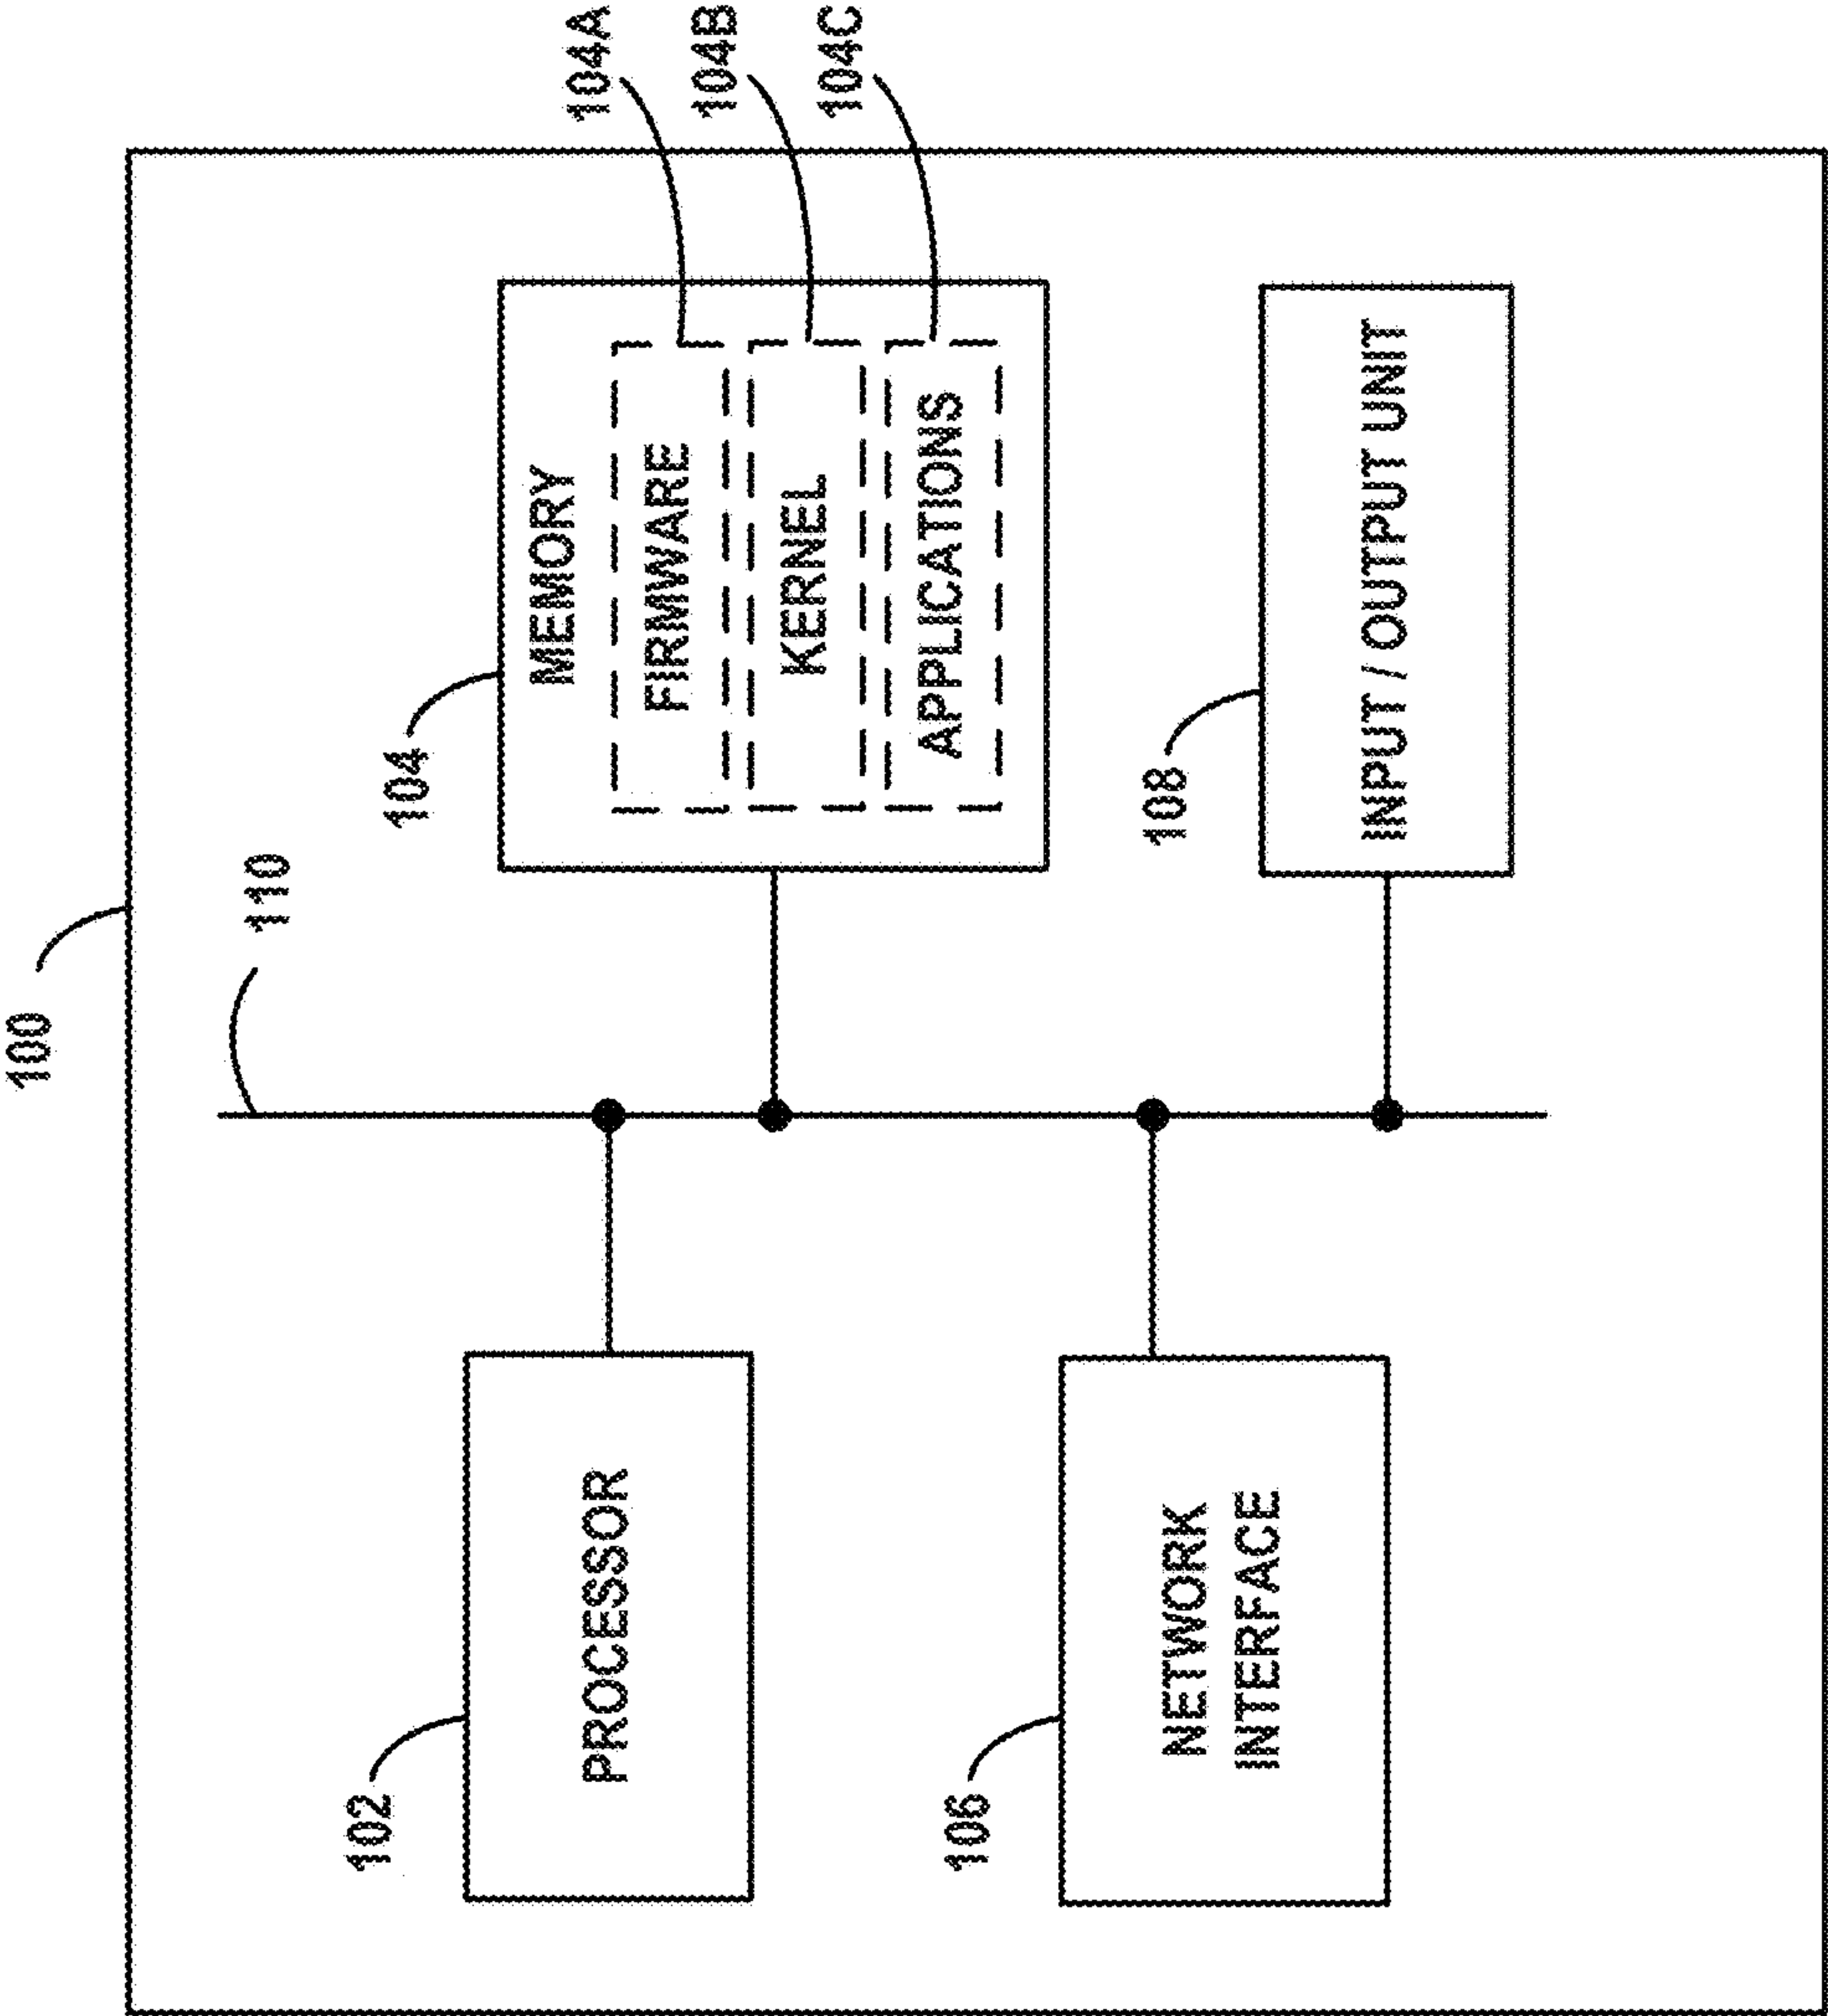 100
110
102
PROCESSOR
104
MEMORY
FIRMWARE
104A
KERNEL
104B
APPLICATIONS
104C
106
NETWORK
INTERFACE
108
INPUT / OUTPUT UNIT